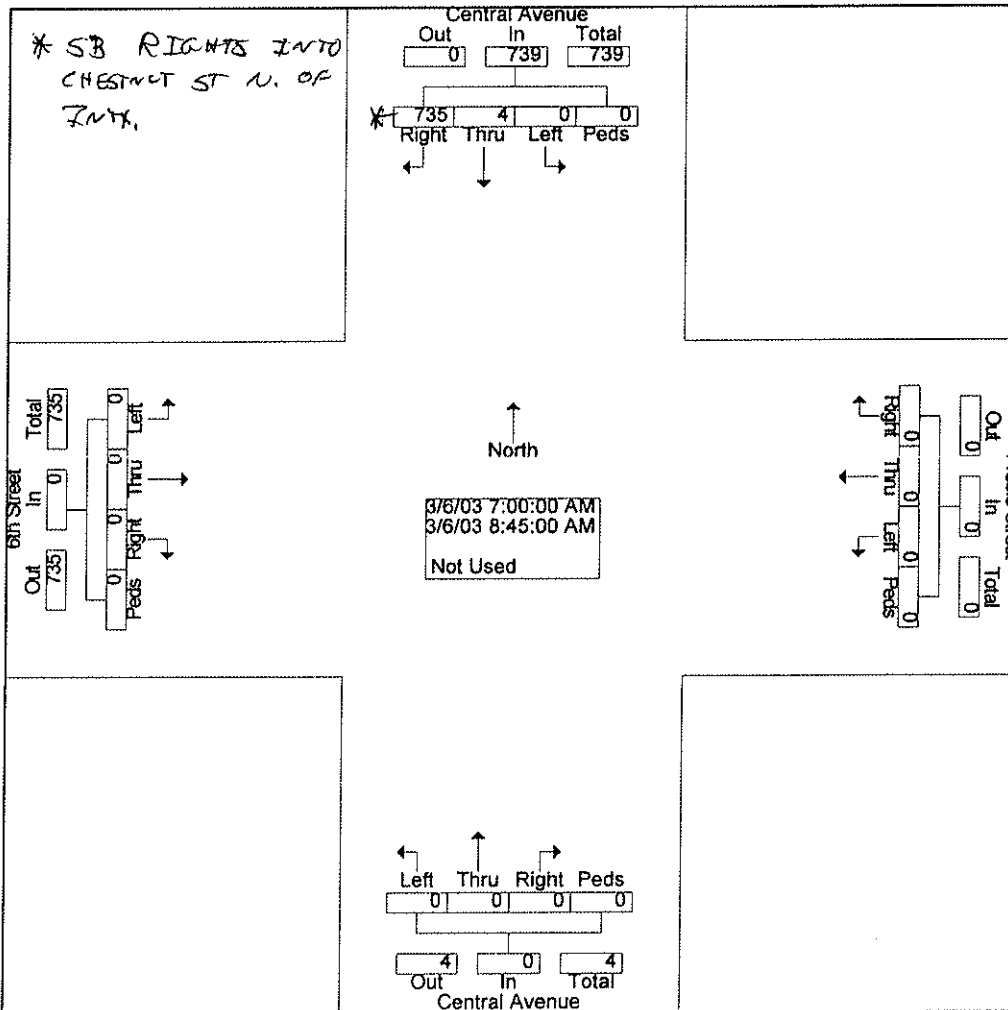 * SB RIGHTS INTO
CHESTNUT ST N. OF
INTX.
Central Avenue
Out In Total
0 739 739
* 735 4 0 0
Right Thru Left Peds
Total 735
In 0
Out 735
6th Street
Left 0
Thru 0
Right 0
Peds 0
North
3/6/03 7:00:00 AM
3/6/03 8:45:00 AM
Not Used
Right 0
Thru 0
Left 0
Peds 0
Out 0
In 0
Total 0
Left Thru Right Peds
0 0 0 0
4 0 4
Out In Total
Central Avenue